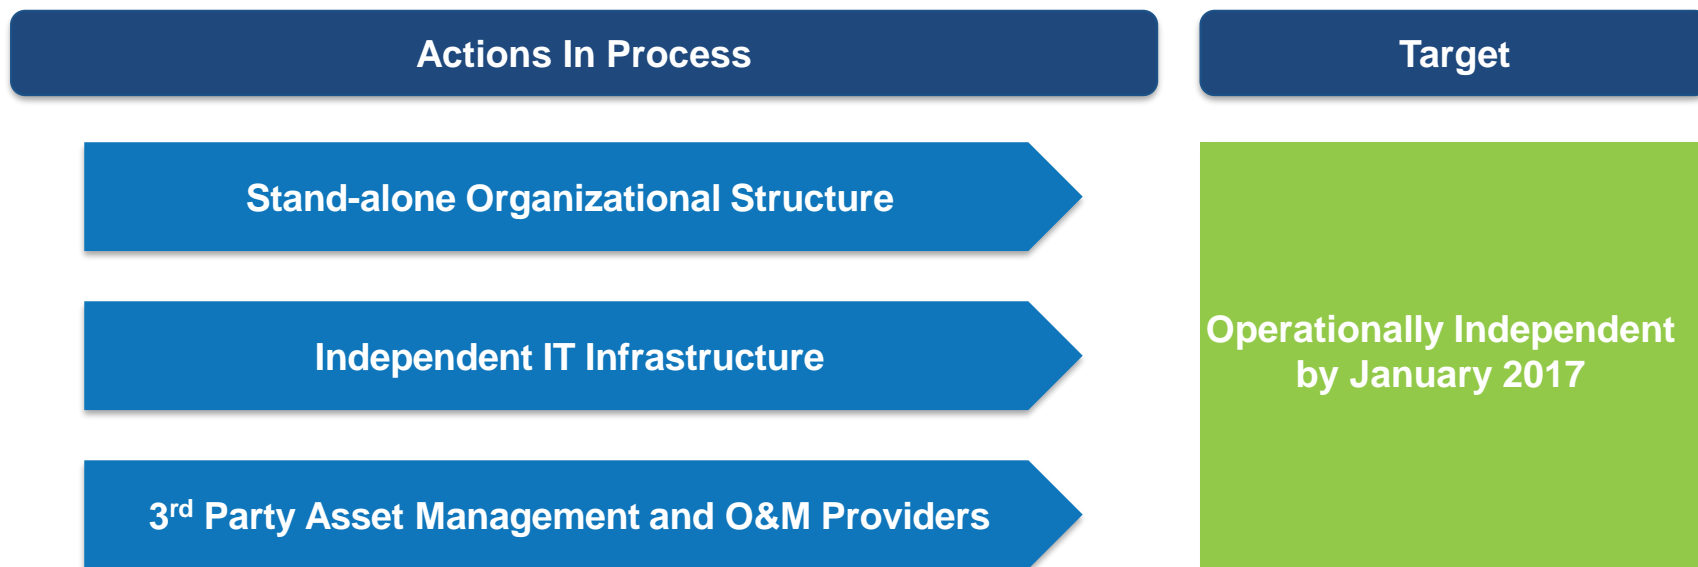 Actions In Process
Target
Stand-alone Organizational Structure
Independent IT Infrastructure
3rd Party Asset Management and O&M Providers
Operationally Independent
by January 2017